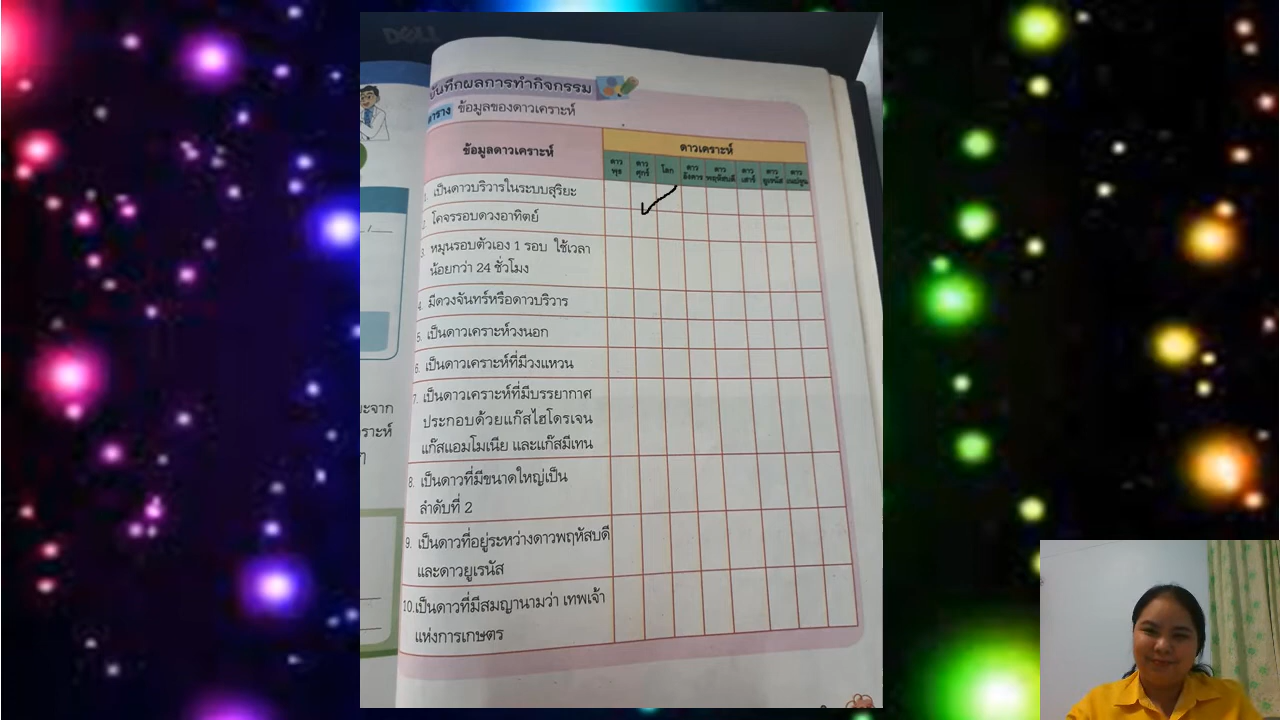 DELL
บันทึกผลการทำกิจกรรม
ตาราง ข้อมูลของดาวเคราะห์
ข้อมูลดาวเคราะห์
ดาวเคราะห์
ดาวพุธ
ดาวศุกร์
โลก
ดาวอังคาร
ดาวพฤหัสบดี
ดาวเสาร์
ดาวยูเรนัส
ดาวเนปจูน
1. เป็นดาวบริวารในระบบสุริยะ
2. โคจรรอบดวงอาทิตย์
3. หมุนรอบตัวเอง 1 รอบ ใช้เวลา
น้อยกว่า 24 ชั่วโมง
4. มีดวงจันทร์หรือดาวบริวาร
5. เป็นดาวเคราะห์วงนอก
6. เป็นดาวเคราะห์ที่มีวงแหวน
7. เป็นดาวเคราะห์ที่มีบรรยากาศ
ประกอบด้วยแก๊สไฮโดรเจน
แก๊สแอมโมเนีย และแก๊สมีเทน
8. เป็นดาวที่มีขนาดใหญ่เป็น
ลำดับที่ 2
9. เป็นดาวที่อยู่ระหว่างดาวพฤหัสบดี
และดาวยูเรนัส
10.เป็นดาวที่มีสมญานามว่า เทพเจ้า
แห่งการเกษตร